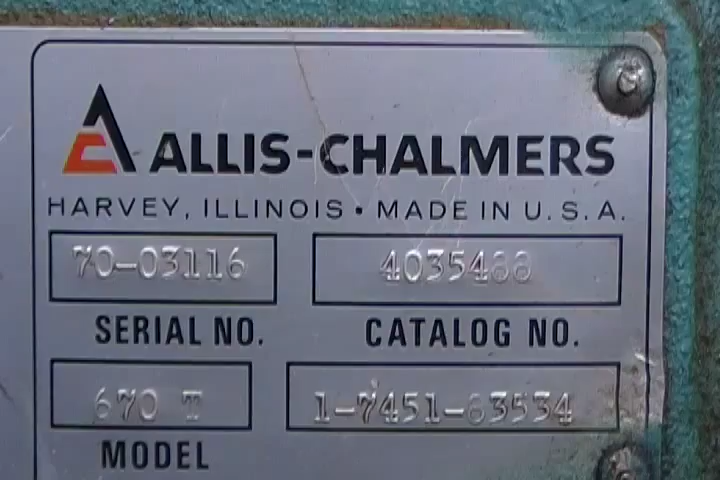 ALLIS-CHALMERS
HARVEY, ILLINOIS • MADE IN U.S.A.
70-03116 4035488
SERIAL NO. CATALOG NO.
670 T 1-7451-63534
MODEL